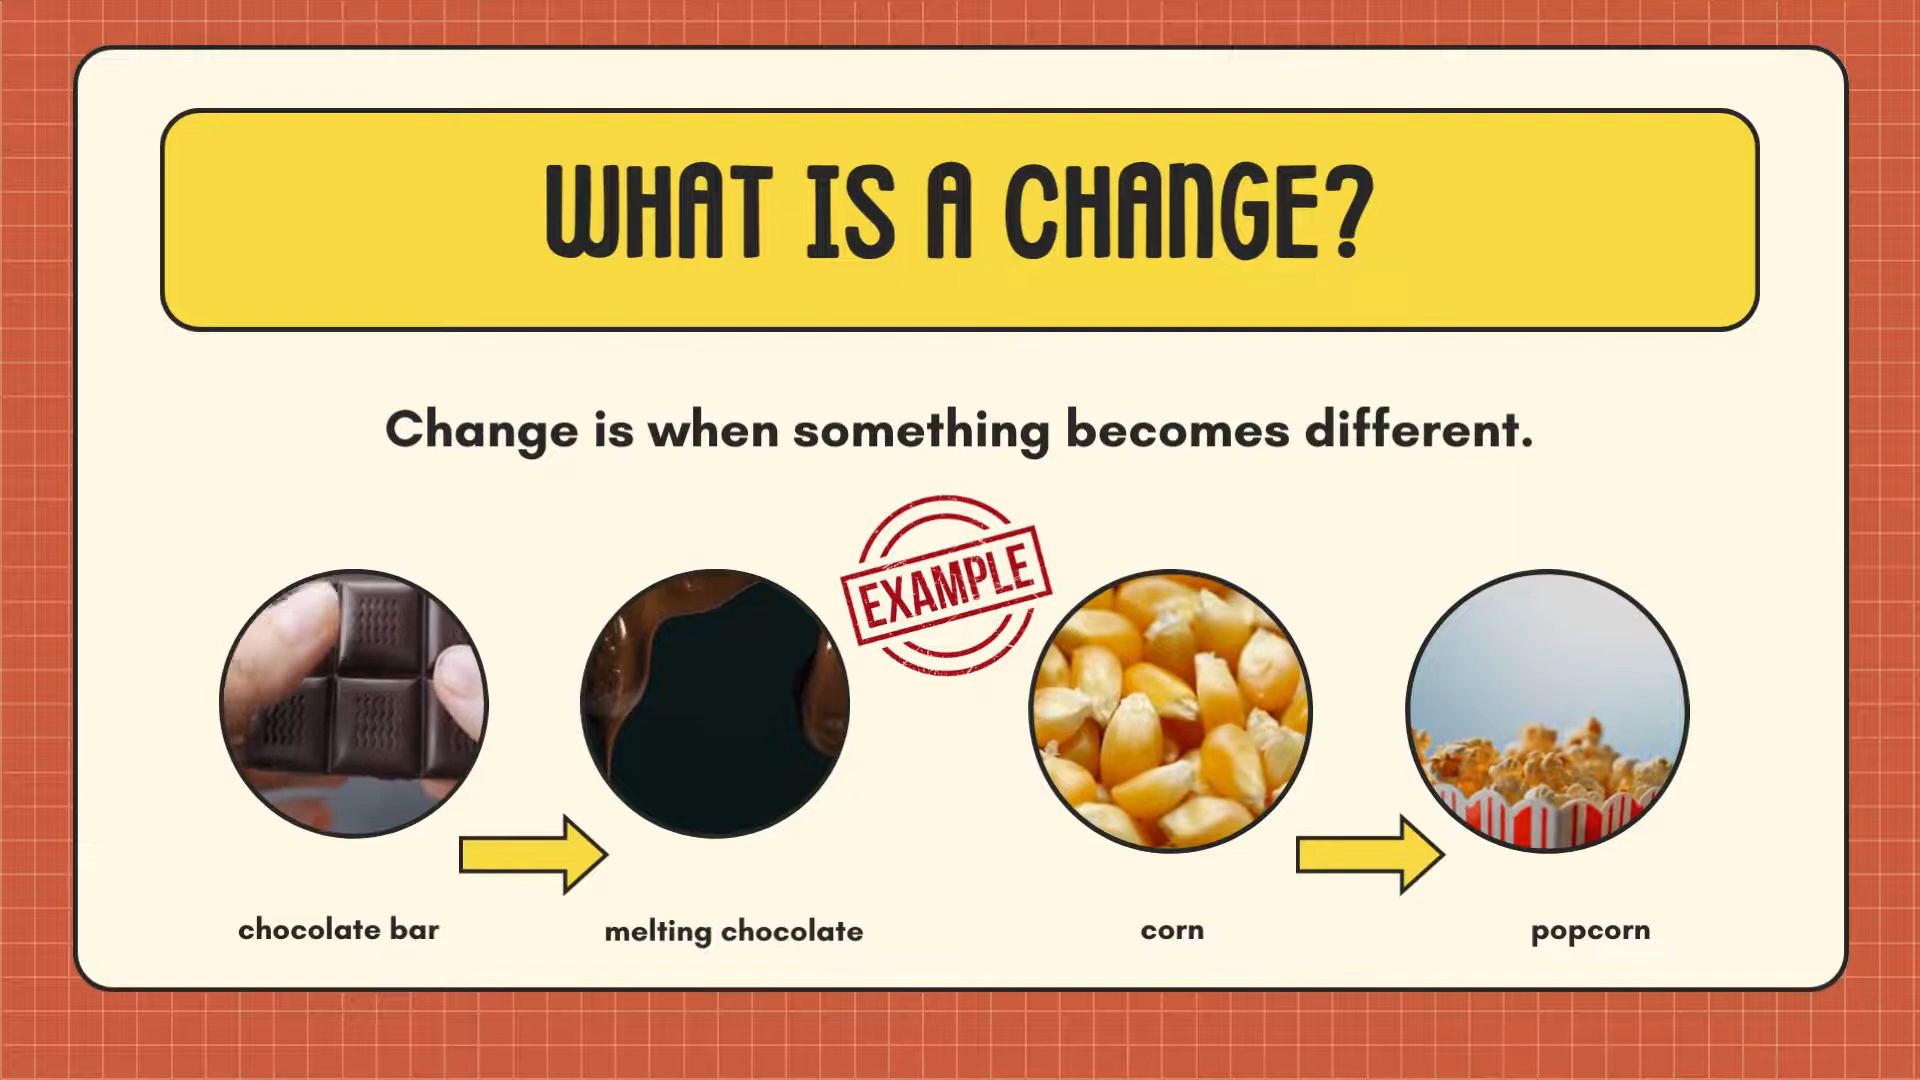 WHAT IS A CHANGE?
Change is when something becomes different.
EXAMPLE
chocolate bar
melting chocolate
corn
popcorn